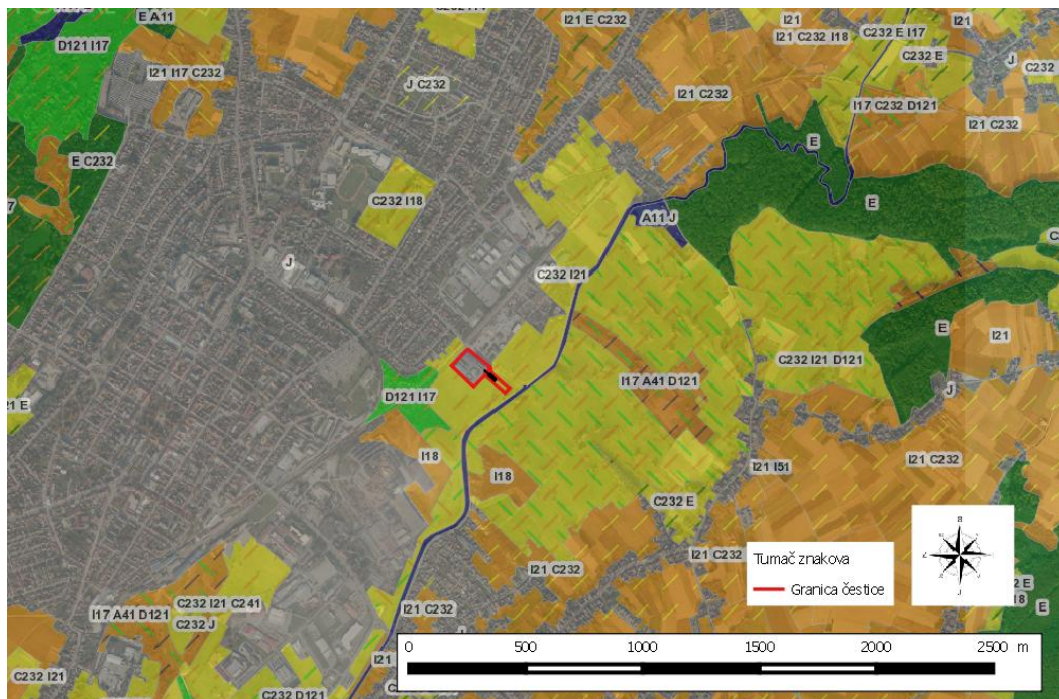 E A11
D121 I17
I21 I17 C232
C232 I21
J C232
I21 E C232
I21
I21 C232 I18
C232 E I17
I21
C232 E
J
C232
I21 C232
I17 C232 D121
I21 C232
E C232
E
C232 I18
E
A11 J
J
C232 I21
E
I21
C232 I21 D121
D121 I17
I17 A41 D121
J
I18
I18
I21 I51
I21 C232
C232 E
I21 C232
I21 C232
Tumač znakova
Granica čestice
I17 A41 D121
C232 I21 C241
C232 J
I21 C232
E
C232 I21
I21
C232 D121
0 500 1000 1500 2000 2500 m